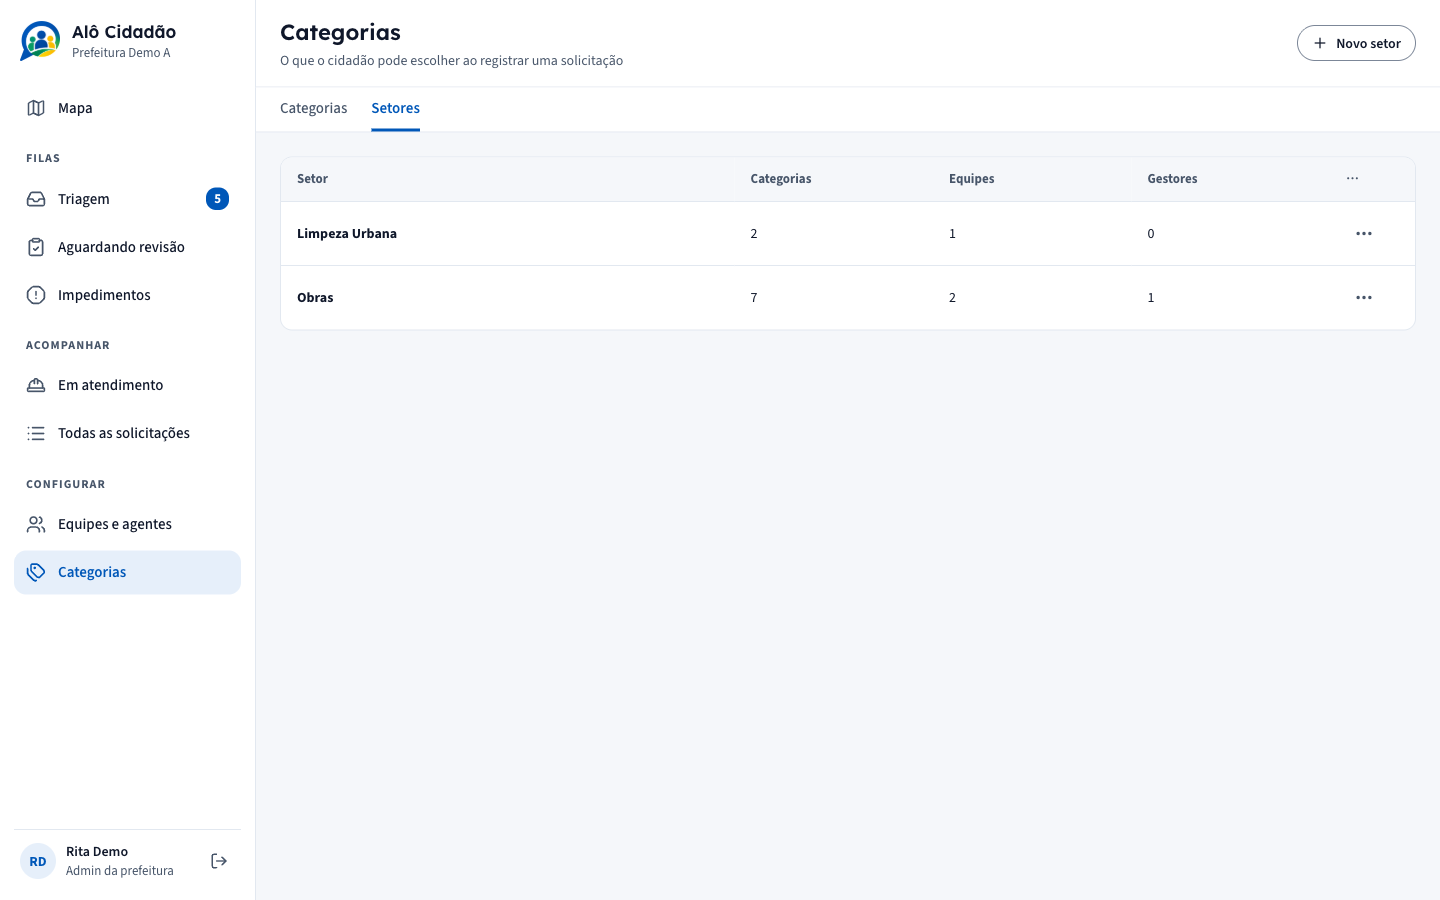 Alô Cidadão
Prefeitura Demo A
Mapa
FILAS
Triagem 5
Aguardando revisão
Impedimentos
ACOMPANHAR
Em atendimento
Todas as solicitações
CONFIGURAR
Equipes e agentes
Categorias
RD
Rita Demo
Admin da prefeitura
Categorias
O que o cidadão pode escolher ao registrar uma solicitação
Novo setor
Categorias Setores
Setor Categorias Equipes Gestores ...
Limpeza Urbana 2 1 0
Obras 7 2 1